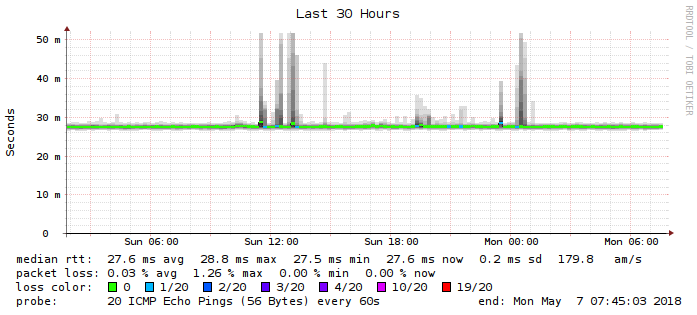 Last 30 Hours
RRDTOOL / TOBI OETIKER
Seconds
50 m
40 m
30 m
20 m
10 m
0
Sun 06:00 Sun 12:00 Sun 18:00 Mon 00:00 Mon 06:00
median rtt: 27.6 ms avg 28.8 ms max 27.5 ms min 27.6 ms now 0.2 ms sd 179.8 am/s
packet loss: 0.03 % avg 1.26 % max 0.00 % min 0.00 % now
loss color: 0 1/20 2/20 3/20 4/20 10/20 19/20
probe: 20 ICMP Echo Pings (56 Bytes) every 60s end: Mon May 7 07:45:03 2018